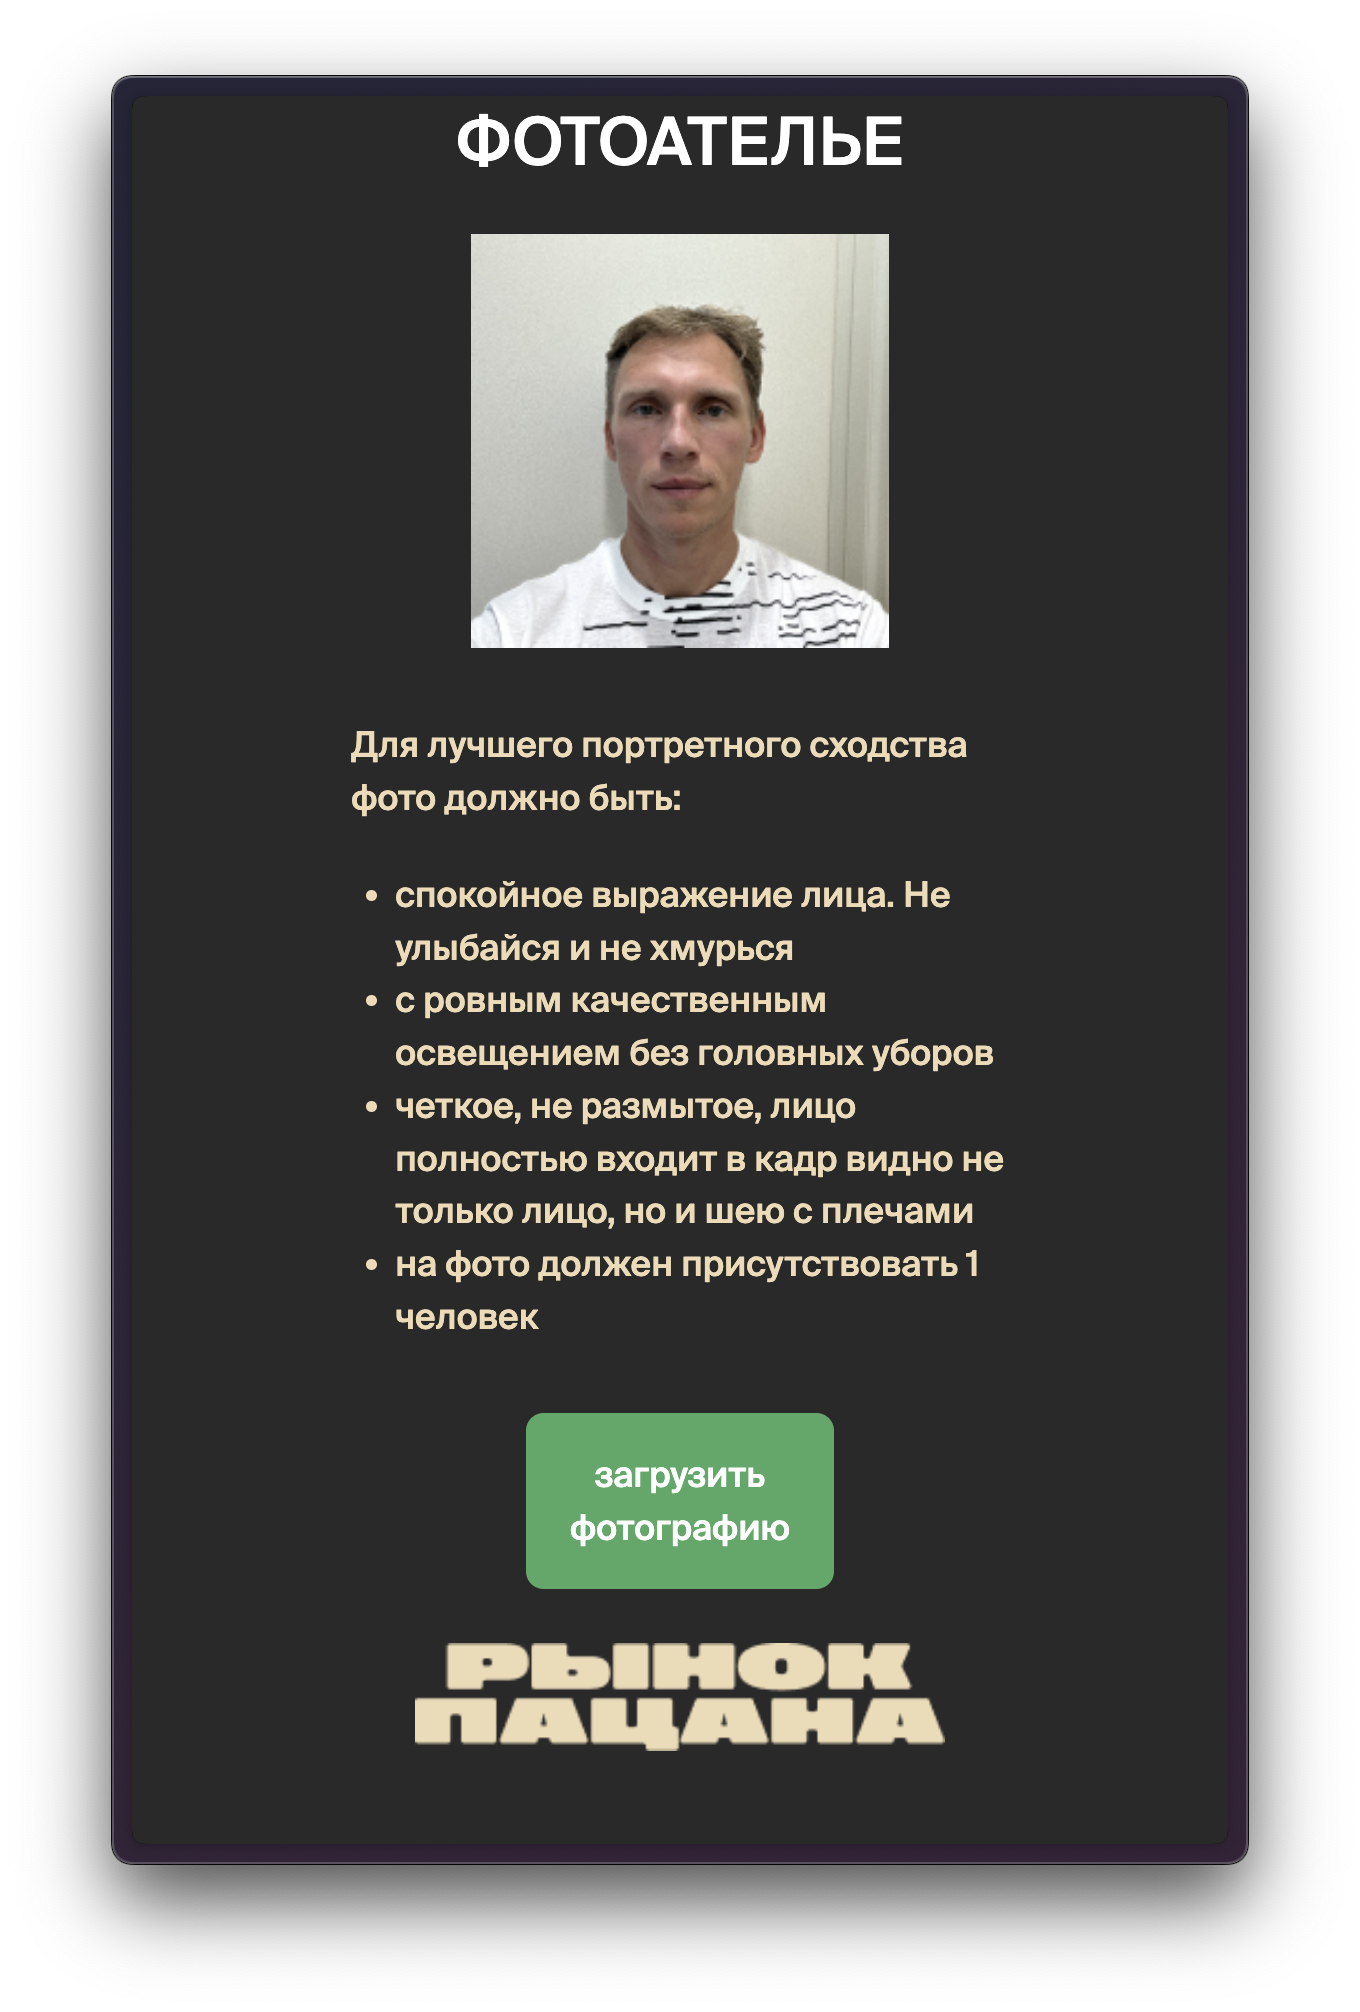 ФОТОАТЕЛЬЕ
Для лучшего портретного сходства
фото должно быть:
• спокойное выражение лица. Не
улыбайся и не хмурься
• с ровным качественным
освещением без головных уборов
• четкое, не размытое, лицо
полностью входит в кадр видно не
только лицо, но и шею с плечами
• на фото должен присутствовать 1
человек
загрузить
фотографию
РЫНОК
ПАЦАНА